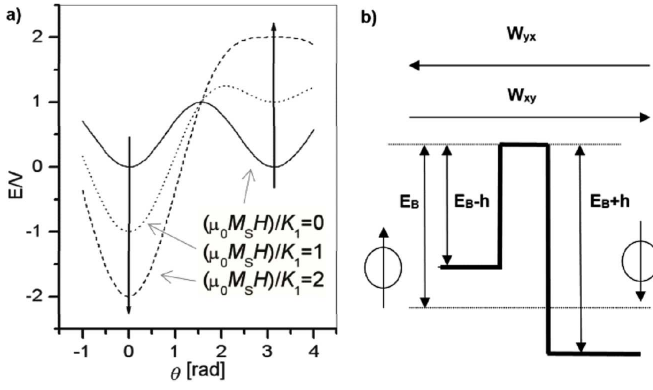 a)
E/V
2
1
0
-1
-2
(μ₀MₛH)/K₁=0
(μ₀MₛH)/K₁=1
(μ₀MₛH)/K₁=2
-1 0 1 2 3 4
θ [rad]
b)
Wyx
Wxy
EB
EB-h
EB+h